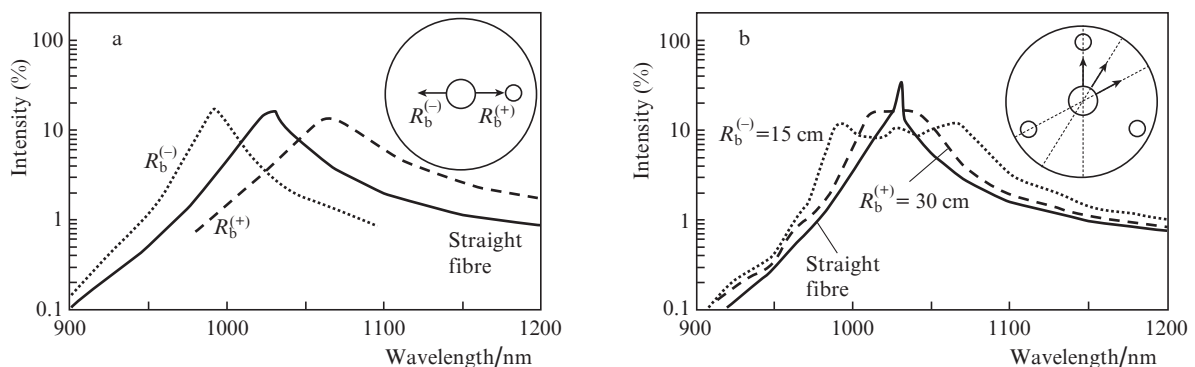 a
100
10
1
0.1
Intensity (%)
R_b^(−)
R_b^(+)
R_b^(−)
R_b^(+)
Straight
fibre
900
1000
1100
1200
Wavelength/nm
b
100
10
1
0.1
Intensity (%)
R_b^(−) = 15 cm
R_b^(+) = 30 cm
Straight
fibre
900
1000
1100
1200
Wavelength/nm